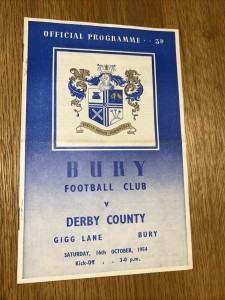 OFFICIAL PROGRAMME · · 3D
BURY
FOOTBALL CLUB
v
DERBY COUNTY
GIGG LANE BURY
SATURDAY, 16th OCTOBER, 1954
Kick-Off . . 3-0 p.m.